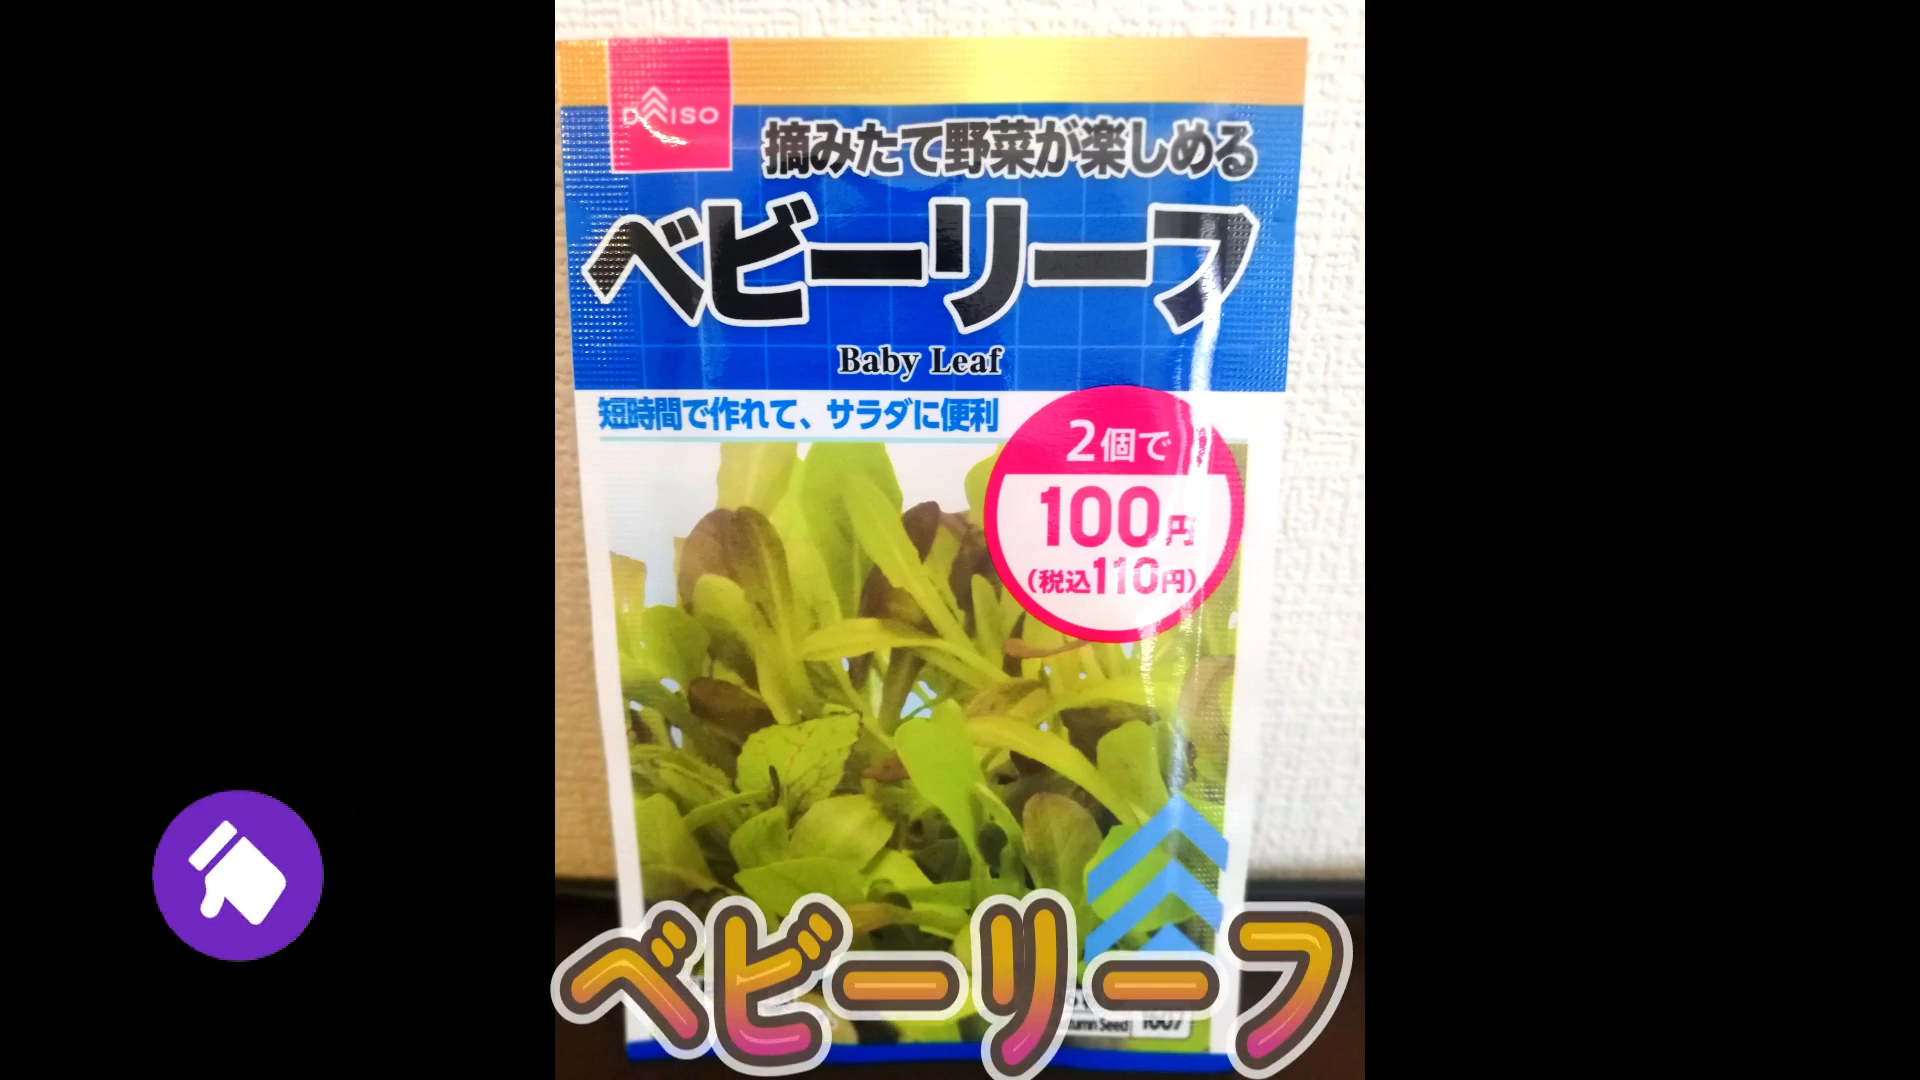 DAISO
摘みたて野菜が楽しめる
ベビーリーフ
Baby Leaf
短時間で作れて、サラダに便利
2個で
100円
(税込110円)
Seed
1607
ベビーリーフ